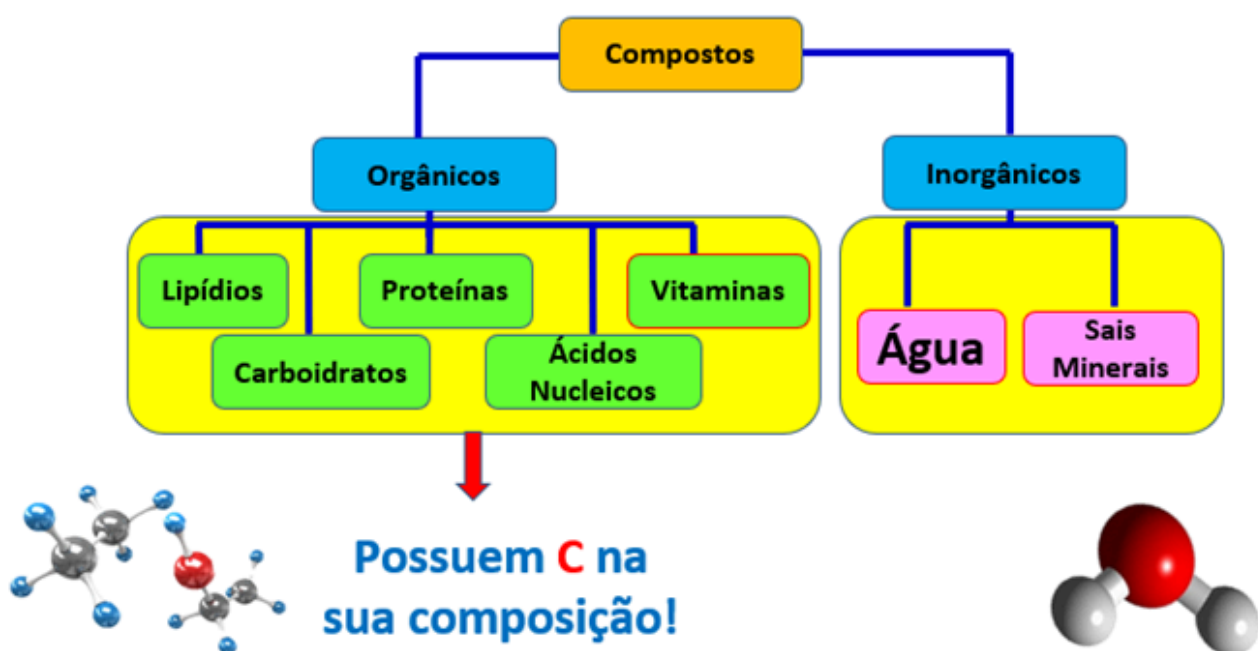 Compostos
Orgânicos
Inorgânicos
Lipídios
Proteínas
Vitaminas
Carboidratos
Ácidos
Nucleicos
Água
Sais
Minerais
Possuem C na
sua composição!